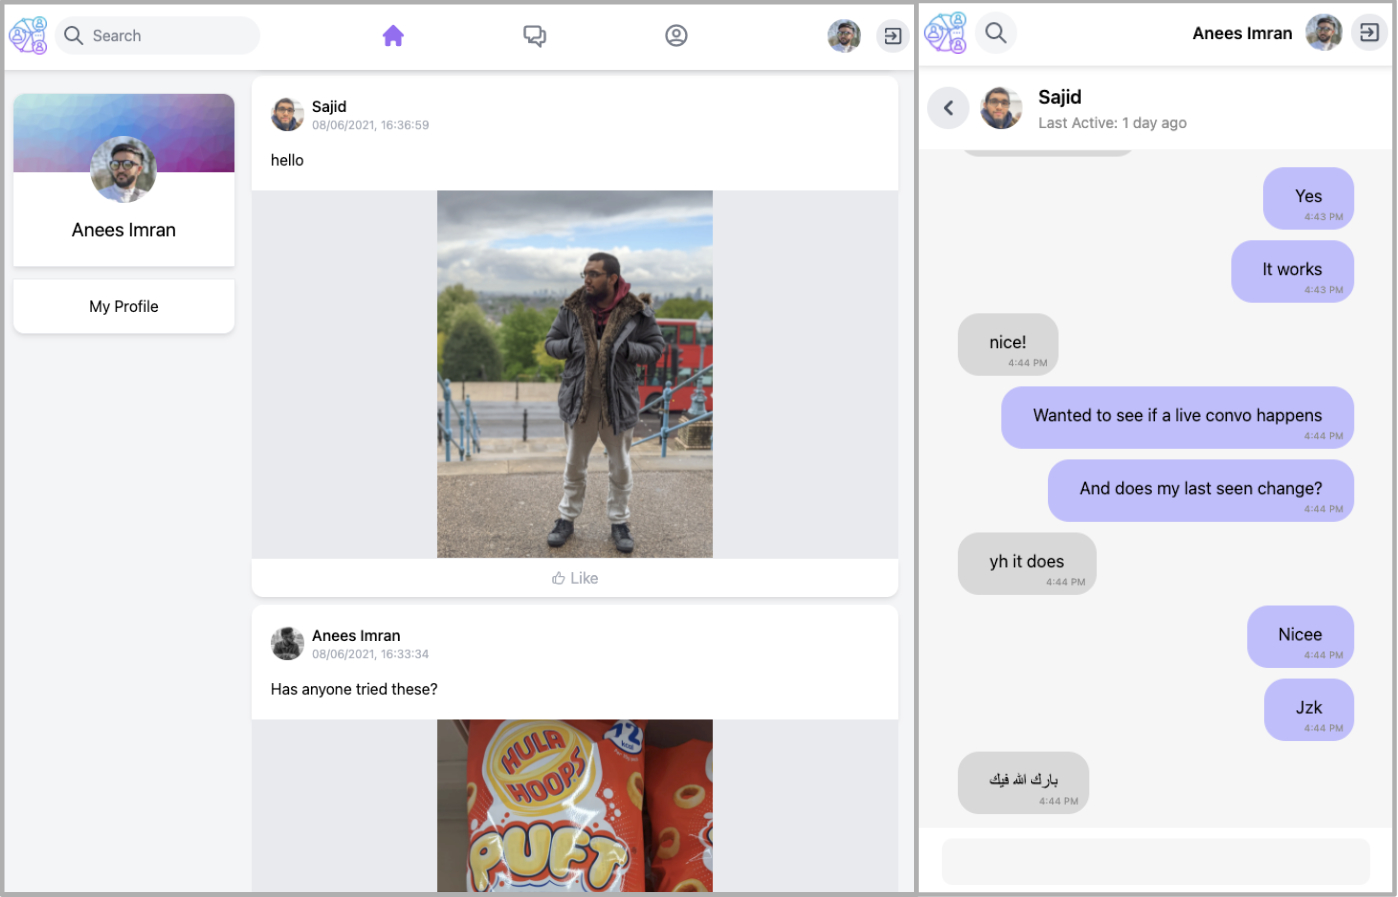 Search
Anees Imran
My Profile
Sajid
08/06/2021, 16:36:59
hello
Like
Anees Imran
08/06/2021, 16:33:34
Has anyone tried these?
HULA
HOOPS
PUFT
72
kcal
Anees Imran
Sajid
Last Active: 1 day ago
Yes
4:43 PM
It works
4:43 PM
nice!
4:44 PM
Wanted to see if a live convo happens
4:44 PM
And does my last seen change?
4:44 PM
yh it does
4:44 PM
Nicee
4:44 PM
Jzk
4:44 PM
بارك الله فيك
4:44 PM